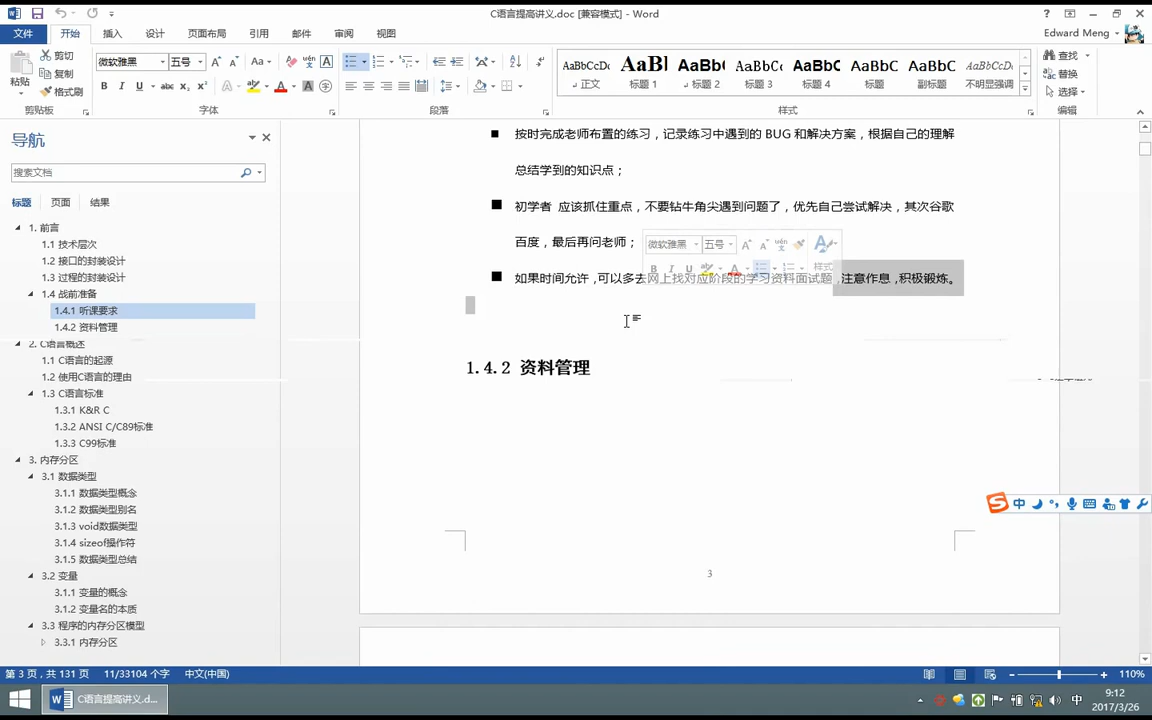 C语言提高讲义.doc [兼容模式] - Word
文件 开始 插入 设计 页面布局 引用 邮件 审阅 视图
Edward Meng
粘贴
剪切
复制
格式刷
剪贴板
微软雅黑 五号
字体
段落
AaBbCcDc 正文
AaBl 标题 1
AaBb( 标题 2
AaBbCc 标题 3
AaBbC 标题 4
AaBbC 标题
AaBbC 副标题
AaBbCcDc 不明显强调
样式
查找
替换
选择
编辑
导航
搜索文档
标题 页面 结果
1. 前言
1.1 技术层次
1.2 接口的封装设计
1.3 过程的封装设计
1.4 战前准备
1.4.1 听课要求
1.4.2 资料管理
2. C语言概述
1.1 C语言的起源
1.2 使用C语言的理由
1.3 C语言标准
1.3.1 K&R C
1.3.2 ANSI C/C89标准
1.3.3 C99标准
3. 内存分区
3.1 数据类型
3.1.1 数据类型概念
3.1.2 数据类型别名
3.1.3 void数据类型
3.1.4 sizeof操作符
3.1.5 数据类型总结
3.2 变量
3.1.1 变量的概念
3.1.2 变量名的本质
3.3 程序的内存分区模型
3.3.1 内存分区
■ 按时完成老师布置的练习，记录练习中遇到的 BUG 和解决方案，根据自己的理解
总结学到的知识点；
■ 初学者 应该抓住重点，不要钻牛角尖遇到问题了，优先自己尝试解决，其次谷歌
百度，最后再问老师；
微软雅黑 五号
样式
■ 如果时间允许，可以多去网上找对应阶段的学习资料面试题，注意作息，积极锻炼。
1.4.2 资料管理
3
中
第 3 页，共 131 页 11/33104 个字 中文(中国)
110%
C语言提高讲义.d...
中
9:12
2017/3/26